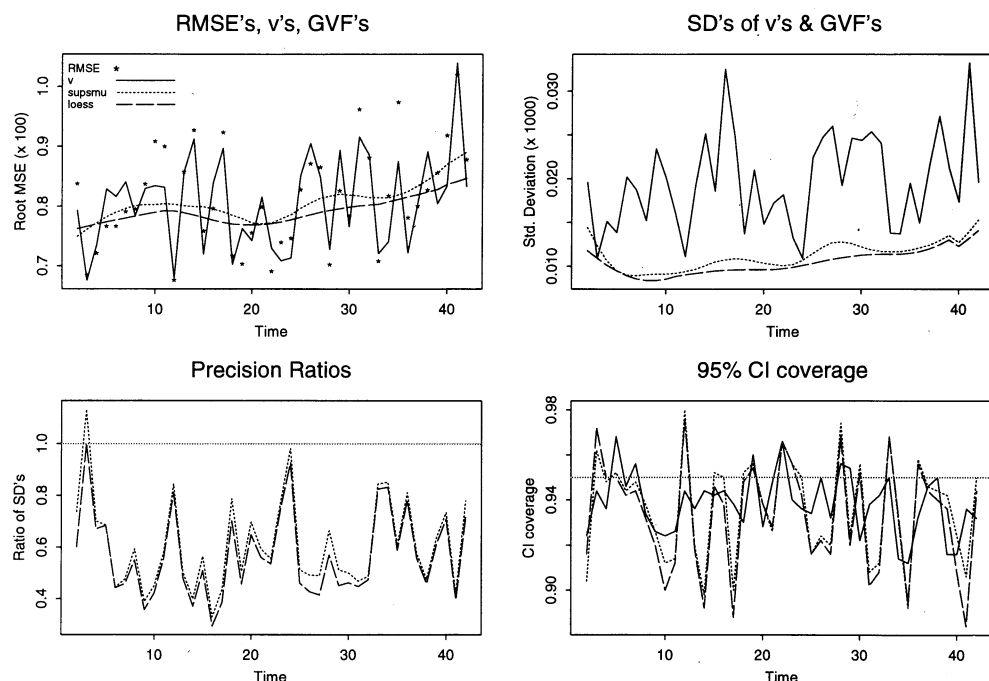 RMSE's, v's, GVF's
RMSE *
v
supsmu
loess
Root MSE (x 100)
1.0
0.9
0.8
0.7
10 20 30 40
Time
SD's of v's & GVF's
Std. Deviation (x 1000)
0.030
0.020
0.010
0 10 20 30 40
Time
Precision Ratios
Ratio of SD's
1.0
0.8
0.6
0.4
10 20 30 40
Time
95% CI coverage
CI coverage
0.98
0.94
0.90
0 10 20 30 40
Time